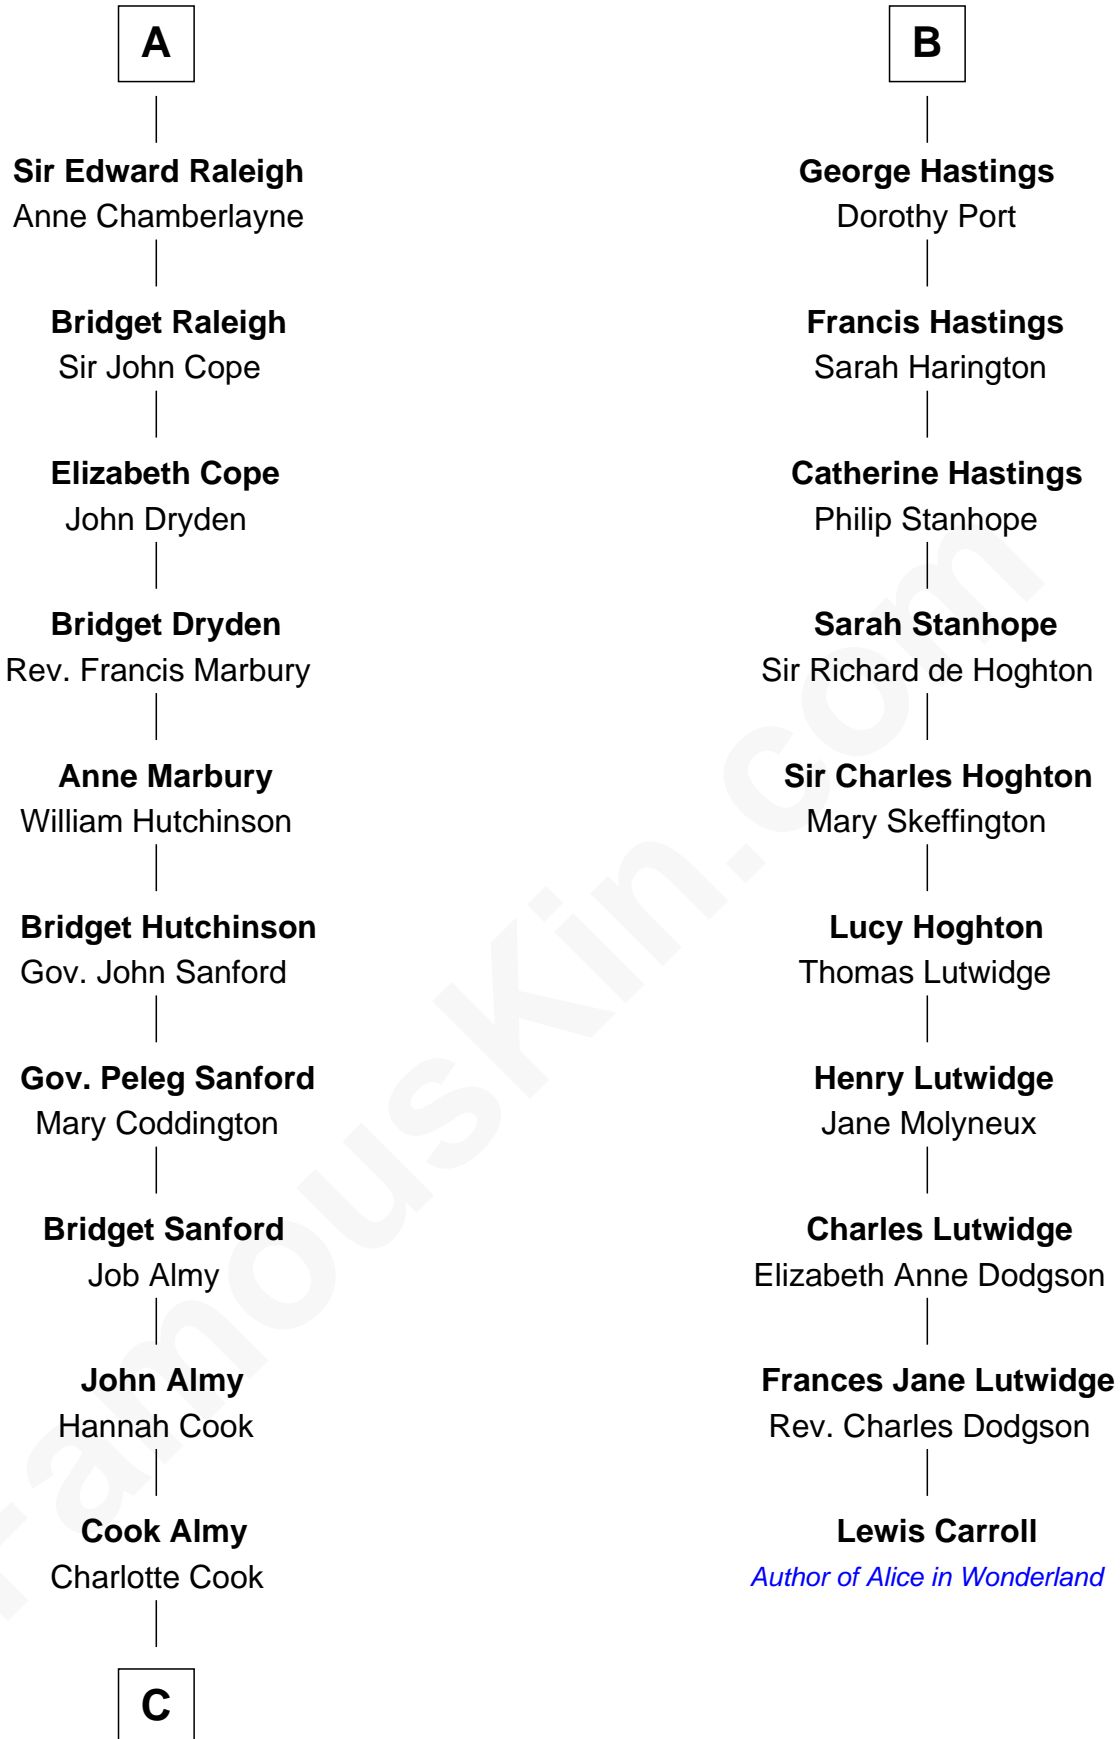 A
Sir Edward Raleigh
Anne Chamberlayne
Bridget Raleigh
Sir John Cope
Elizabeth Cope
John Dryden
Bridget Dryden
Rev. Francis Marbury
Anne Marbury
William Hutchinson
Bridget Hutchinson
Gov. John Sanford
Gov. Peleg Sanford
Mary Coddington
Bridget Sanford
Job Almy
John Almy
Hannah Cook
Cook Almy
Charlotte Cook
C
B
George Hastings
Dorothy Port
Francis Hastings
Sarah Harington
Catherine Hastings
Philip Stanhope
Sarah Stanhope
Sir Richard de Hoghton
Sir Charles Hoghton
Mary Skeffington
Lucy Hoghton
Thomas Lutwidge
Henry Lutwidge
Jane Molyneux
Charles Lutwidge
Elizabeth Anne Dodgson
Frances Jane Lutwidge
Rev. Charles Dodgson
Lewis Carroll
Author of Alice in Wonderland
FamousKin.com